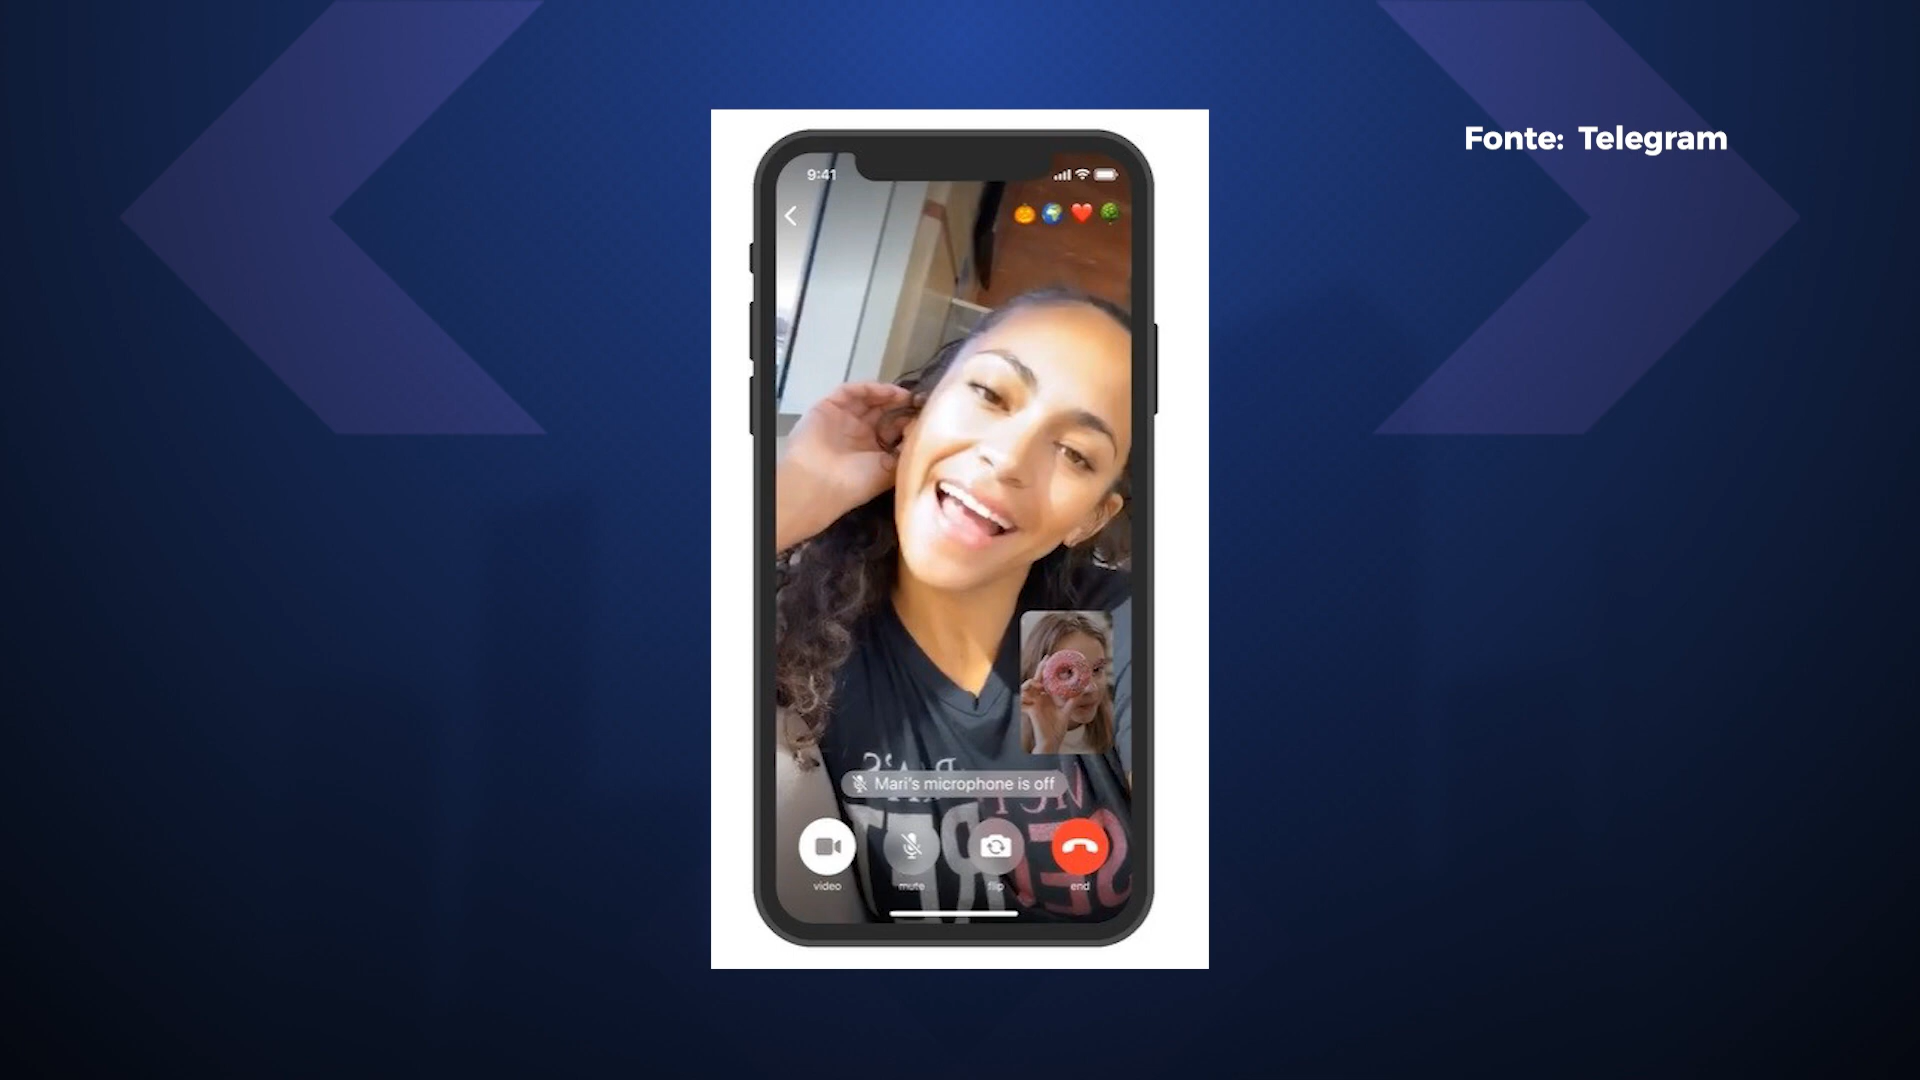 Fonte: Telegram
9:41
Mari's microphone is off
video
mute
flip
end